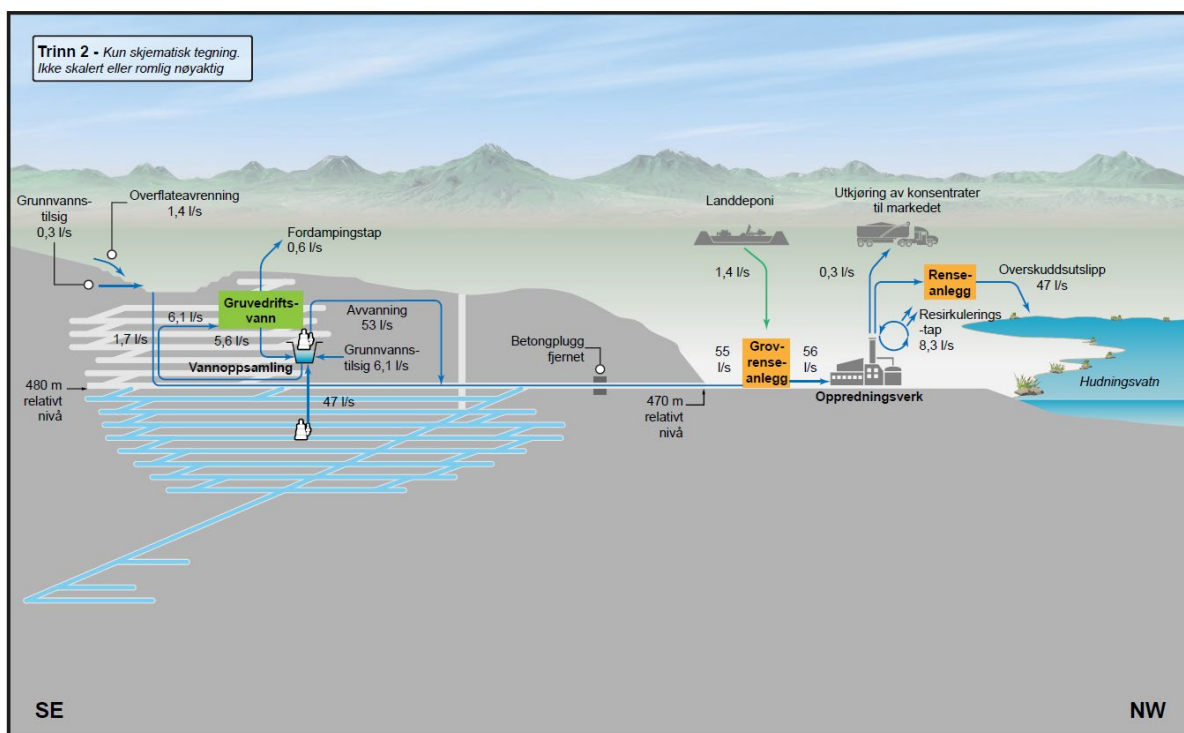 Trinn 2 - Kun skjematisk tegning.
Ikke skalert eller romlig nøyaktig
Grunnvanns-
tilsig
0,3 l/s
Overflateavrenning
1,4 l/s
Fordampingstap
0,6 l/s
Gruvedrifts-
vann
6,1 l/s
1,7 l/s
5,6 l/s
Vannoppsamling
Avvanning
53 l/s
Grunnvanns-
tilsig 6,1 l/s
47 l/s
480 m
relativt
nivå
Betongplugg
fjernet
470 m
relativt
nivå
Landdeponi
1,4 l/s
55
l/s
Grov-
rense-
anlegg
56
l/s
Oppredningsverk
Utkjøring av konsentrater
til markedet
0,3 l/s
Rense-
anlegg
Overskuddsutslipp
47 l/s
Resirkulerings
-tap
8,3 l/s
Hudningsvatn
SE
NW